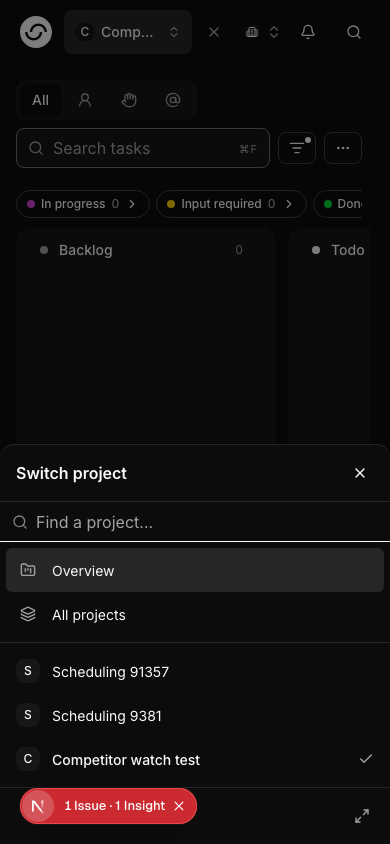 C Comp...
All
Search tasks ⌘F
In progress 0
Input required 0
Done
Backlog 0
Todo
Switch project
Find a project...
Overview
All projects
S Scheduling 91357
S Scheduling 9381
C Competitor watch test
N 1 Issue · 1 Insight